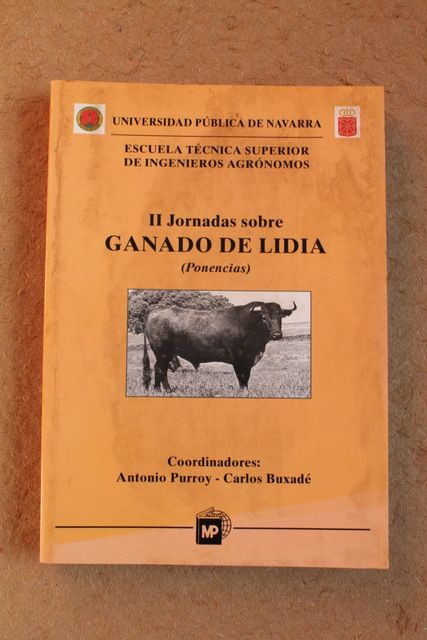 UNIVERSIDAD PÚBLICA DE NAVARRA
ESCUELA TÉCNICA SUPERIOR
DE INGENIEROS AGRÓNOMOS
II Jornadas sobre
GANADO DE LIDIA
(Ponencias)
Coordinadores:
Antonio Purroy - Carlos Buxadé
MP